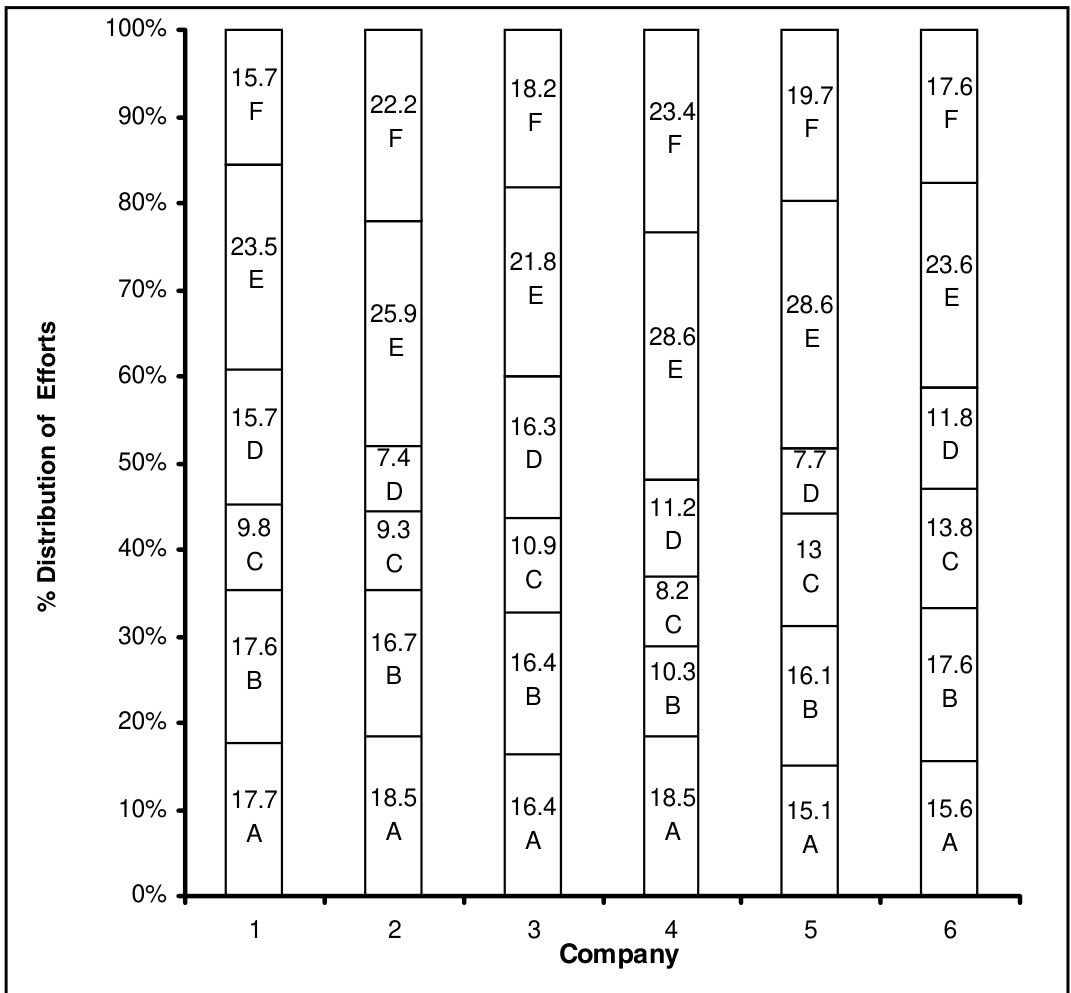 100%
90%
80%
70%
60%
50%
40%
30%
20%
10%
0%
% Distribution of Efforts
15.7
F
23.5
E
15.7
D
9.8
C
17.6
B
17.7
A
22.2
F
25.9
E
7.4
D
9.3
C
16.7
B
18.5
A
18.2
F
21.8
E
16.3
D
10.9
C
16.4
B
16.4
A
23.4
F
28.6
E
11.2
D
8.2
C
10.3
B
18.5
A
19.7
F
28.6
E
7.7
D
13
C
16.1
B
15.1
A
17.6
F
23.6
E
11.8
D
13.8
C
17.6
B
15.6
A
1 2 3 4 5 6
Company